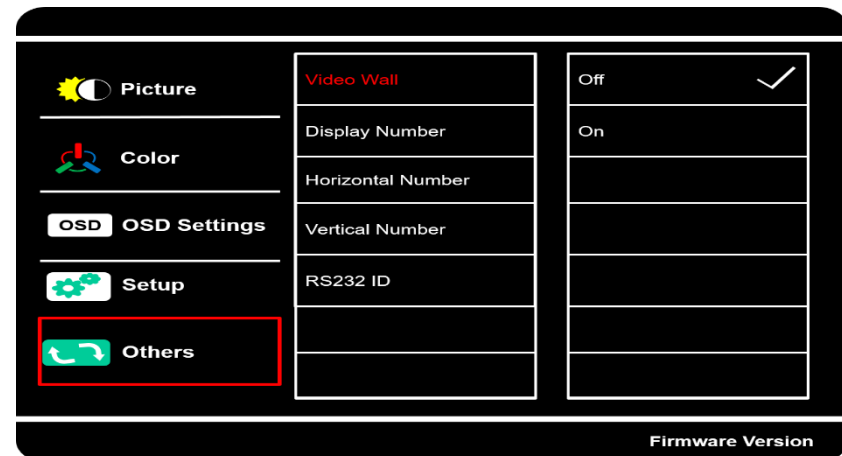 Picture
Color
OSD OSD Settings
Setup
Others
Video Wall
Display Number
Horizontal Number
Vertical Number
RS232 ID
Off
On
Firmware Version